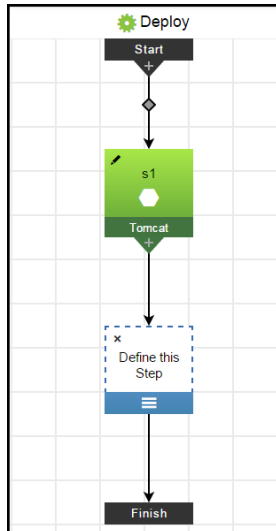 Deploy
Start
s1
Tomcat
Define this
Step
Finish